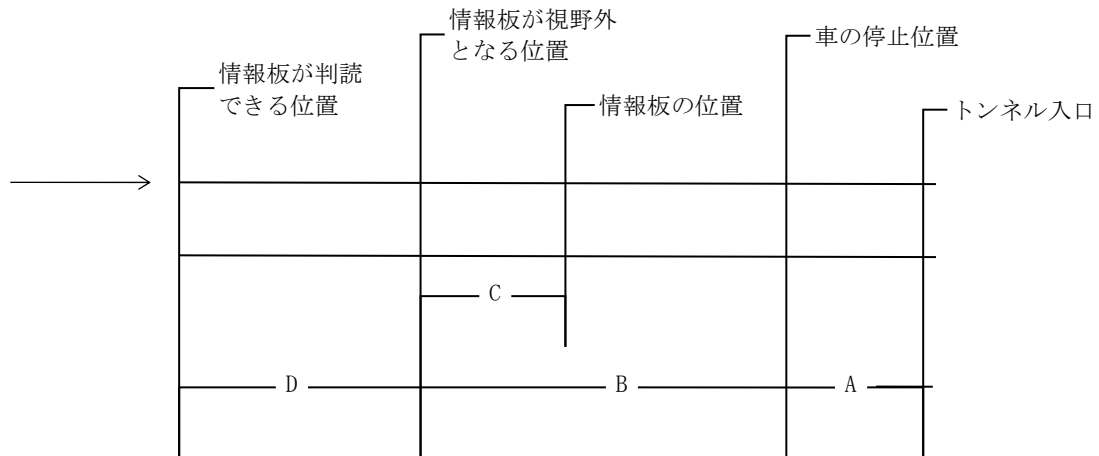 情報板が視野外
となる位置
車の停止位置
情報板が判読
できる位置
情報板の位置
トンネル入口
C
D
B
A